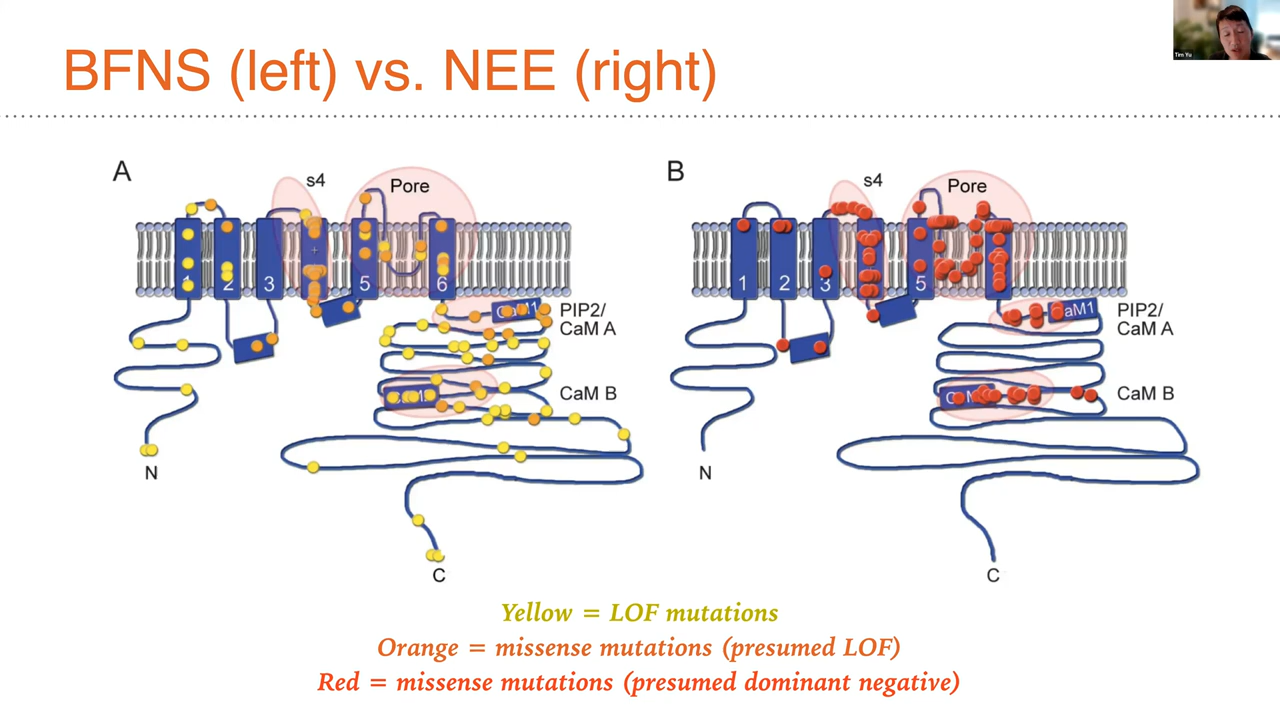 BFNS (left) vs. NEE (right)
Tim Yu
A
s4
Pore
1
2
3
5
6
PIP2/
CaM A
CaM B
N
C
B
s4
Pore
1
2
3
5
PIP2/
CaM A
CaM B
N
C
Yellow = LOF mutations
Orange = missense mutations (presumed LOF)
Red = missense mutations (presumed dominant negative)